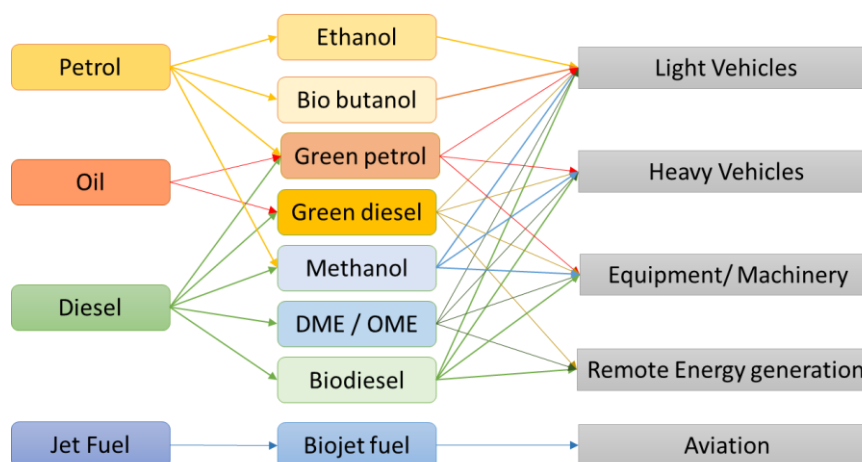 Petrol
Oil
Diesel
Jet Fuel
Ethanol
Bio butanol
Green petrol
Green diesel
Methanol
DME / OME
Biodiesel
Biojet fuel
Light Vehicles
Heavy Vehicles
Equipment/ Machinery
Remote Energy generation
Aviation